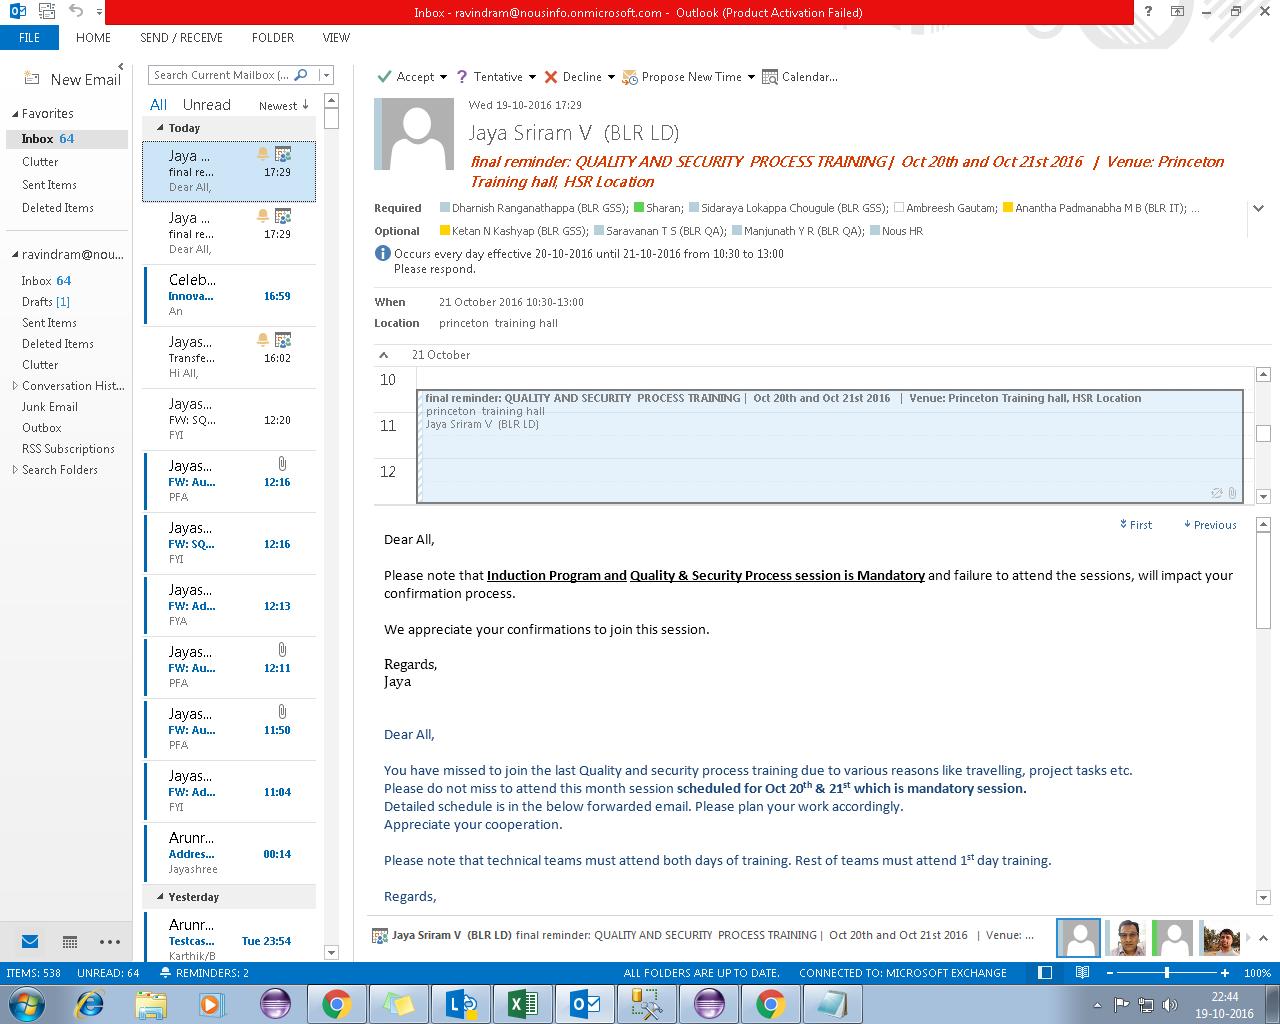 Inbox - ravindram@nousinfo.onmicrosoft.com - Outlook (Product Activation Failed)
FILE HOME SEND / RECEIVE FOLDER VIEW
New Email
Favorites
Inbox 64
Clutter
Sent Items
Deleted Items
ravindram@nou...
Inbox 64
Drafts [1]
Sent Items
Deleted Items
Clutter
Conversation Hist...
Junk Email
Outbox
RSS Subscriptions
Search Folders
Search Current Mailbox (...
All Unread Newest
Today
Jaya ...
final re... 17:29
Dear All,
Jaya ...
final re... 17:29
Dear All,
Celeb...
Innova... 16:59
An
Jayas...
Transfe... 16:02
Hi All,
Jayas...
FW: SQ... 12:20
FYI
Jayas...
FW: Au... 12:16
PFA
Jayas...
FW: SQ... 12:16
FYI
Jayas...
FW: Ad... 12:13
FYA
Jayas...
FW: Au... 12:11
PFA
Jayas...
FW: Au... 11:50
PFA
Jayas...
FW: Ad... 11:04
FYI
Arunr...
Addres... 00:14
Jayashree
Yesterday
Arunr...
Testcas... Tue 23:54
Karthik/B
Accept ? Tentative Decline Propose New Time Calendar...
Wed 19-10-2016 17:29
Jaya Sriram V (BLR LD)
final reminder: QUALITY AND SECURITY PROCESS TRAINING| Oct 20th and Oct 21st 2016 | Venue: Princeton
Training hall, HSR Location
Required Dharnish Ranganathappa (BLR GSS); Sharan; Sidaraya Lokappa Chougule (BLR GSS); Ambreesh Gautam; Anantha Padmanabha M B (BLR IT); ...
Optional Ketan N Kashyap (BLR GSS); Saravanan T S (BLR QA); Manjunath Y R (BLR QA); Nous HR
Occurs every day effective 20-10-2016 until 21-10-2016 from 10:30 to 13:00
Please respond.
When 21 October 2016 10:30-13:00
Location princeton training hall
21 October
10
final reminder: QUALITY AND SECURITY PROCESS TRAINING| Oct 20th and Oct 21st 2016 | Venue: Princeton Training hall, HSR Location
princeton training hall
11 Jaya Sriram V (BLR LD)
12
First Previous
Dear All,
Please note that Induction Program and Quality & Security Process session is Mandatory and failure to attend the sessions, will impact your
confirmation process.
We appreciate your confirmations to join this session.
Regards,
Jaya
Dear All,
You have missed to join the last Quality and security process training due to various reasons like travelling, project tasks etc.
Please do not miss to attend this month session scheduled for Oct 20th & 21st which is mandatory session.
Detailed schedule is in the below forwarded email. Please plan your work accordingly.
Appreciate your cooperation.
Please note that technical teams must attend both days of training. Rest of teams must attend 1st day training.
Regards,
Jaya Sriram V (BLR LD) final reminder: QUALITY AND SECURITY PROCESS TRAINING| Oct 20th and Oct 21st 2016 | Venue: ...
ITEMS: 538 UNREAD: 64 REMINDERS: 2 ALL FOLDERS ARE UP TO DATE. CONNECTED TO: MICROSOFT EXCHANGE 100%
22:44
19-10-2016